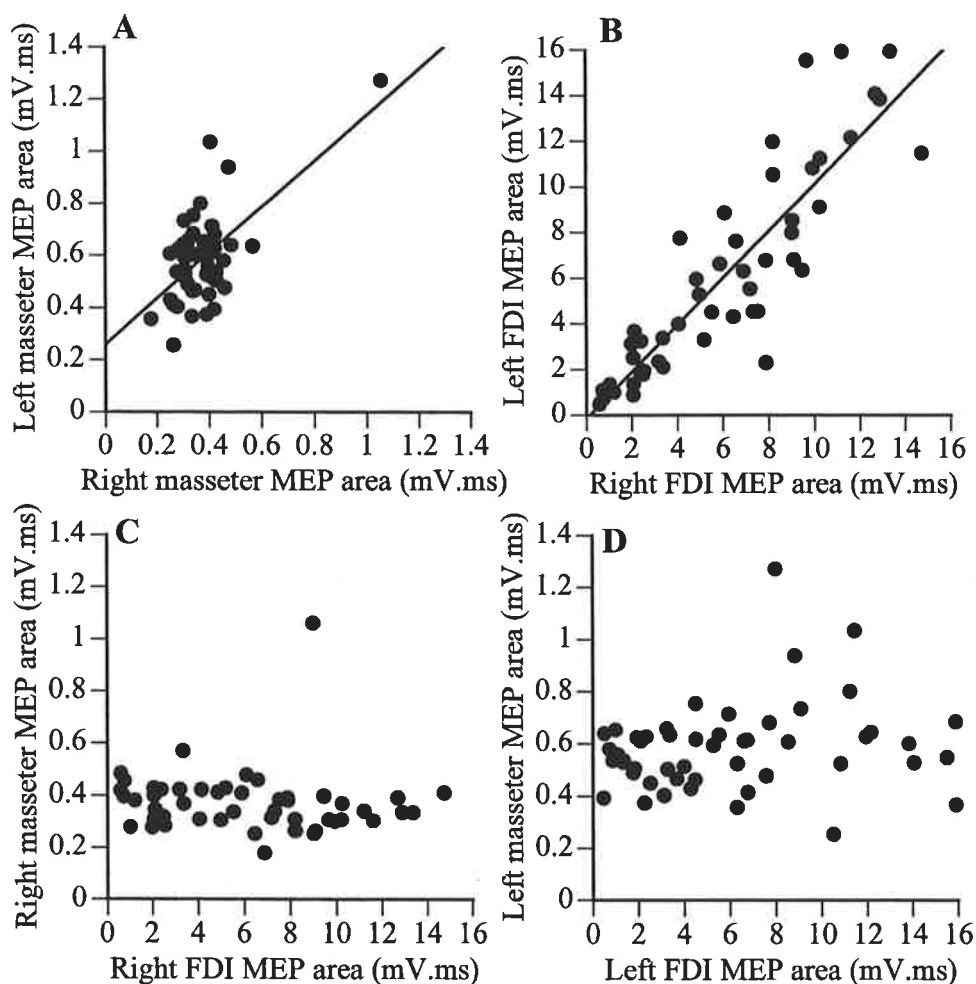 A
Left masseter MEP area (mV.ms)
1.4
1.2
1
0.8
0.6
0.4
0.2
0
0 0.2 0.4 0.6 0.8 1 1.2 1.4
Right masseter MEP area (mV.ms)
B
Left FDI MEP area (mV.ms)
16
14
12
10
8
6
4
2
0
0 2 4 6 8 10 12 14 16
Right FDI MEP area (mV.ms)
C
Right masseter MEP area (mV.ms)
1.4
1.2
1
0.8
0.6
0.4
0.2
0
0 2 4 6 8 10 12 14 16
Right FDI MEP area (mV.ms)
D
Left masseter MEP area (mV.ms)
1.4
1.2
1
0.8
0.6
0.4
0.2
0
0 2 4 6 8 10 12 14 16
Left FDI MEP area (mV.ms)